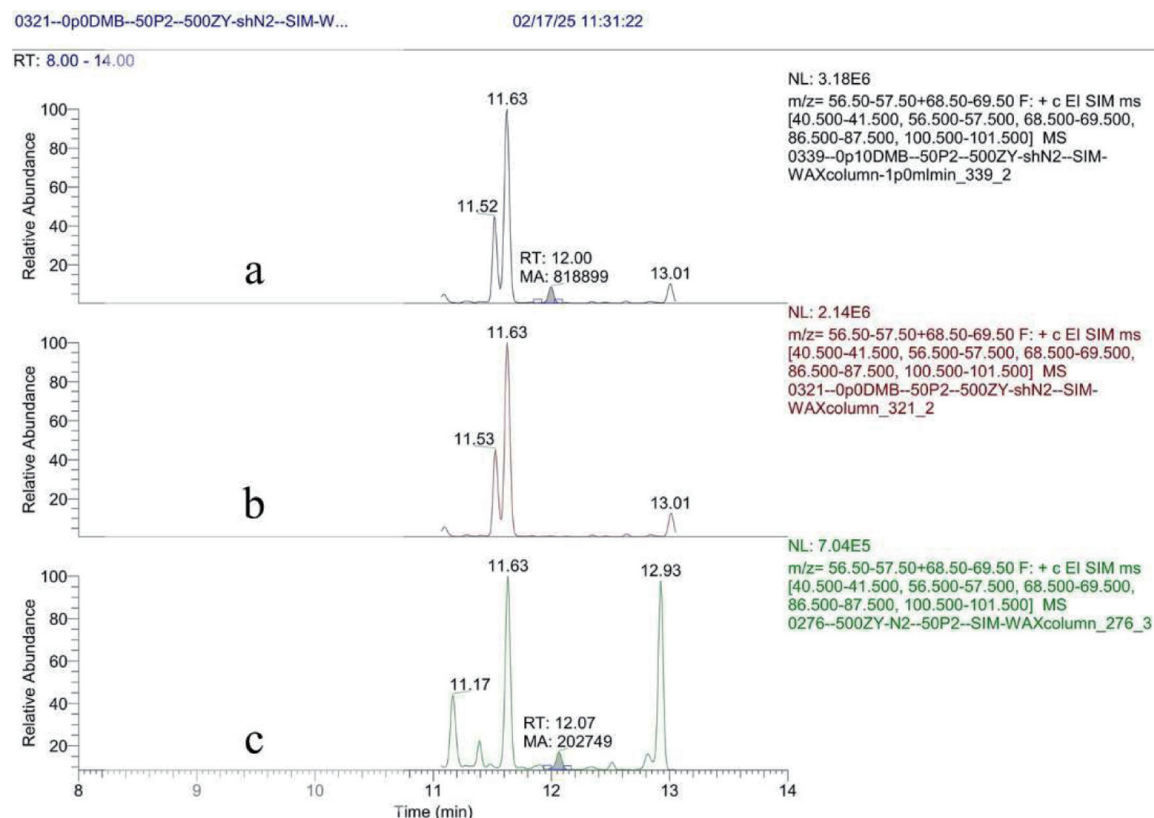 0321--0p0DMB--50P2--500ZY-shN2--SIM-W...
02/17/25 11:31:22
RT: 8.00 - 14.00
NL: 3.18E6
m/z= 56.50-57.50+68.50-69.50 F: + c EI SIM ms
[40.500-41.500, 56.500-57.500, 68.500-69.500,
86.500-87.500, 100.500-101.500] MS
0339--0p10DMB--50P2--500ZY-shN2--SIM-
WAXcolumn-1p0mlmin_339_2
Relative Abundance
100
80
60
40
20
11.63
11.52
RT: 12.00
MA: 818899
13.01
a
NL: 2.14E6
m/z= 56.50-57.50+68.50-69.50 F: + c EI SIM ms
[40.500-41.500, 56.500-57.500, 68.500-69.500,
86.500-87.500, 100.500-101.500] MS
0321--0p0DMB--50P2--500ZY-shN2--SIM-
WAXcolumn_321_2
Relative Abundance
100
80
60
40
20
11.63
11.53
13.01
b
NL: 7.04E5
m/z= 56.50-57.50+68.50-69.50 F: + c EI SIM ms
[40.500-41.500, 56.500-57.500, 68.500-69.500,
86.500-87.500, 100.500-101.500] MS
0276--500ZY-N2--50P2--SIM-WAXcolumn_276_3
Relative Abundance
100
80
60
40
20
11.63
12.93
11.17
RT: 12.07
MA: 202749
c
8 9 10 11 12 13 14
Time (min)